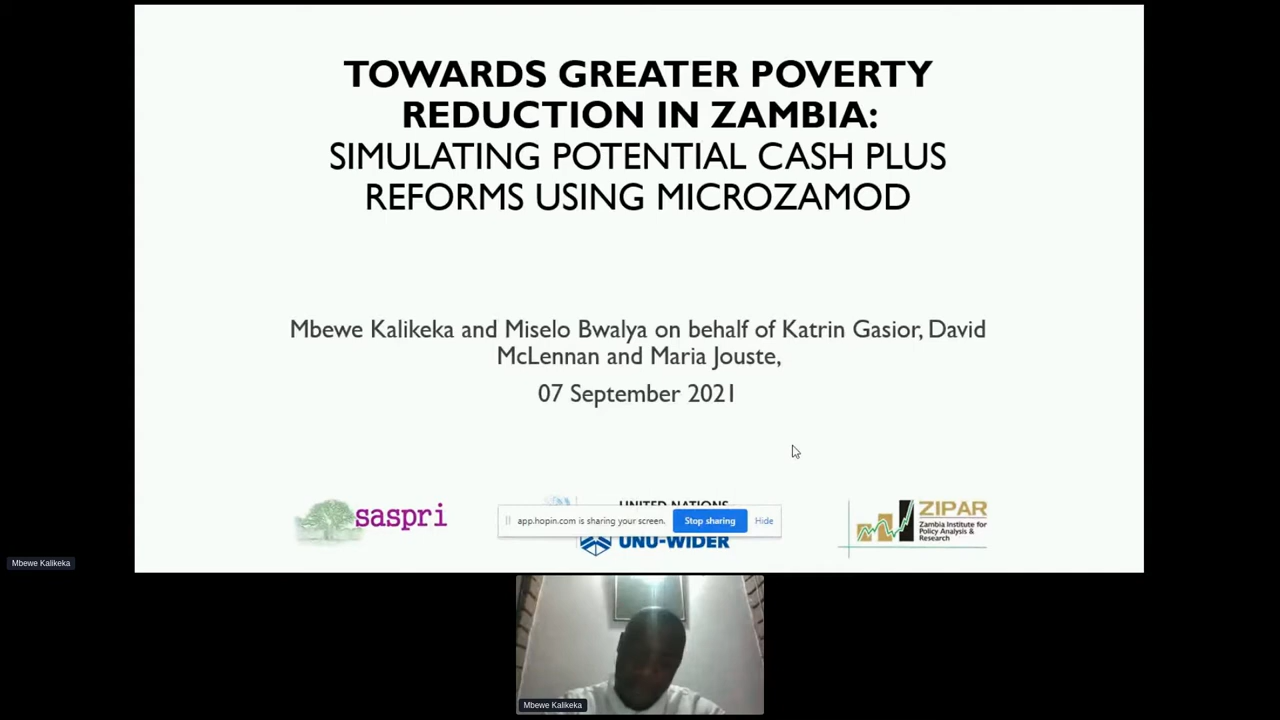 TOWARDS GREATER POVERTY
REDUCTION IN ZAMBIA:
SIMULATING POTENTIAL CASH PLUS
REFORMS USING MICROZAMOD
Mbewe Kalikeka and Miselo Bwalya on behalf of Katrin Gasior, David
McLennan and Maria Jouste,
07 September 2021
saspri
UNITED NATIONS
app.hopin.com is sharing your screen. Stop sharing Hide
UNU-WIDER
ZIPAR
Zambia Institute for
Policy Analysis &
Research
Mbewe Kalikeka
Mbewe Kalikeka